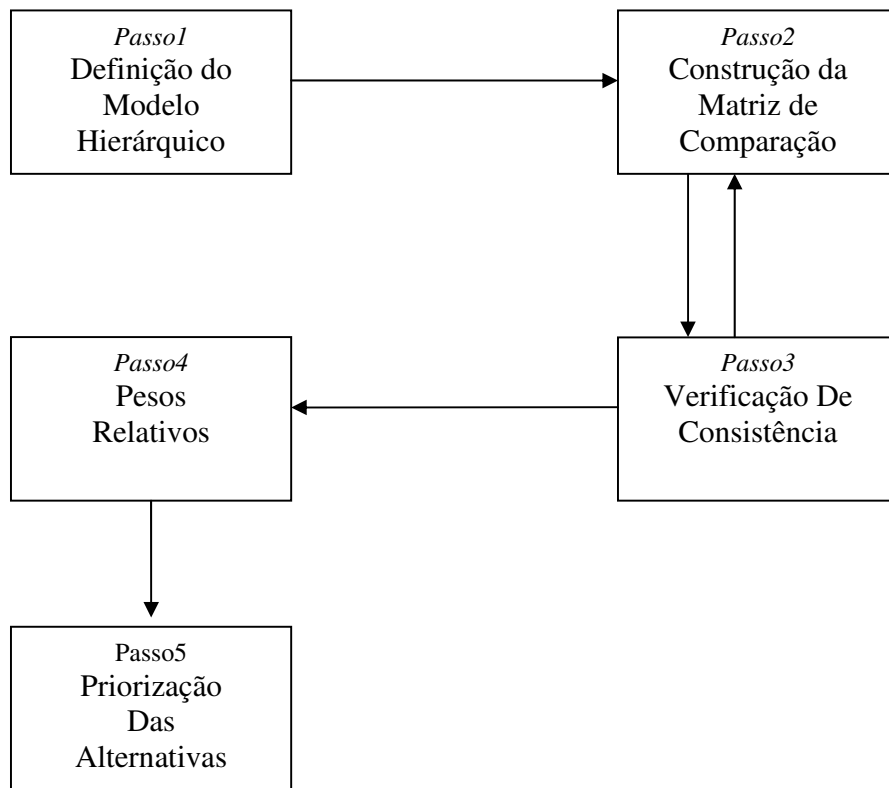 Passo1
Definição do
Modelo
Hierárquico
Passo2
Construção da
Matriz de
Comparação
Passo3
Verificação De
Consistência
Passo4
Pesos
Relativos
Passo5
Priorização
Das
Alternativas